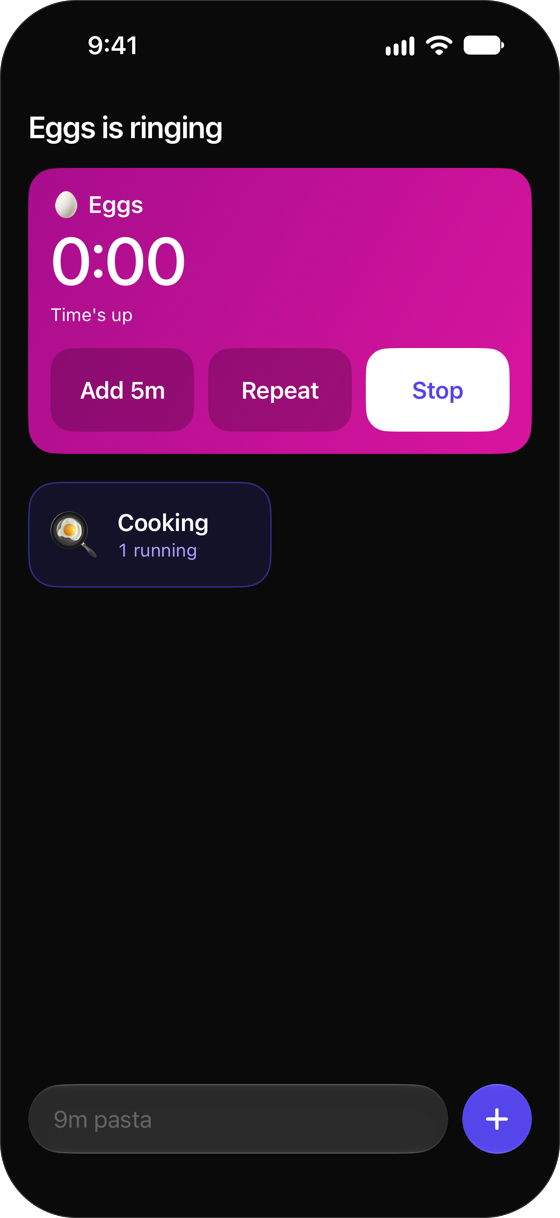 9:41
Eggs is ringing
Eggs
0:00
Time's up
Add 5m
Repeat
Stop
Cooking
1 running
9m pasta